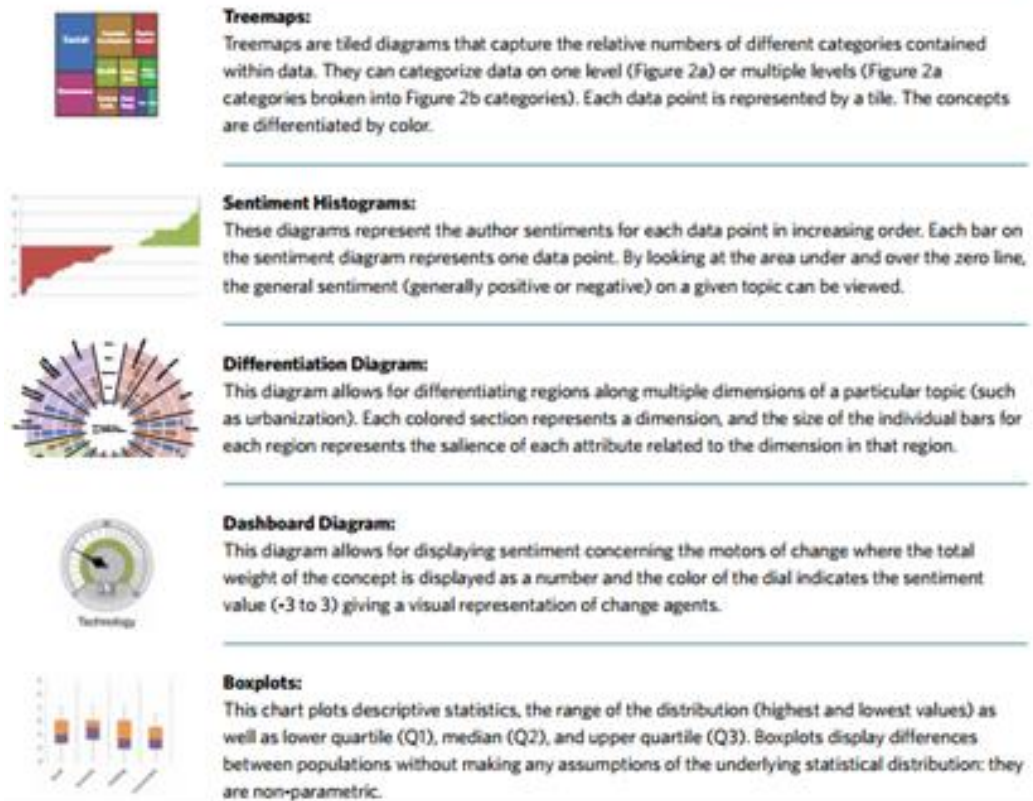 Treemaps:
Treemaps are tiled diagrams that capture the relative numbers of different categories contained
within data. They can categorize data on one level (Figure 2a) or multiple levels (Figure 2a
categories broken into Figure 2b categories). Each data point is represented by a tile. The concepts
are differentiated by color.
Sentiment Histograms:
These diagrams represent the author sentiments for each data point in increasing order. Each bar on
the sentiment diagram represents one data point. By looking at the area under and over the zero line,
the general sentiment (generally positive or negative) on a given topic can be viewed.
Differentiation Diagram:
This diagram allows for differentiating regions along multiple dimensions of a particular topic (such
as urbanization). Each colored section represents a dimension, and the size of the individual bars for
each region represents the salience of each attribute related to the dimension in that region.
Dashboard Diagram:
This diagram allows for displaying sentiment concerning the motors of change where the total
weight of the concept is displayed as a number and the color of the dial indicates the sentiment
value (-3 to 3) giving a visual representation of change agents.
Technology
Boxplots:
This chart plots descriptive statistics, the range of the distribution (highest and lowest values) as
well as lower quartile (Q1), median (Q2), and upper quartile (Q3). Boxplots display differences
between populations without making any assumptions of the underlying statistical distribution: they
are non-parametric.